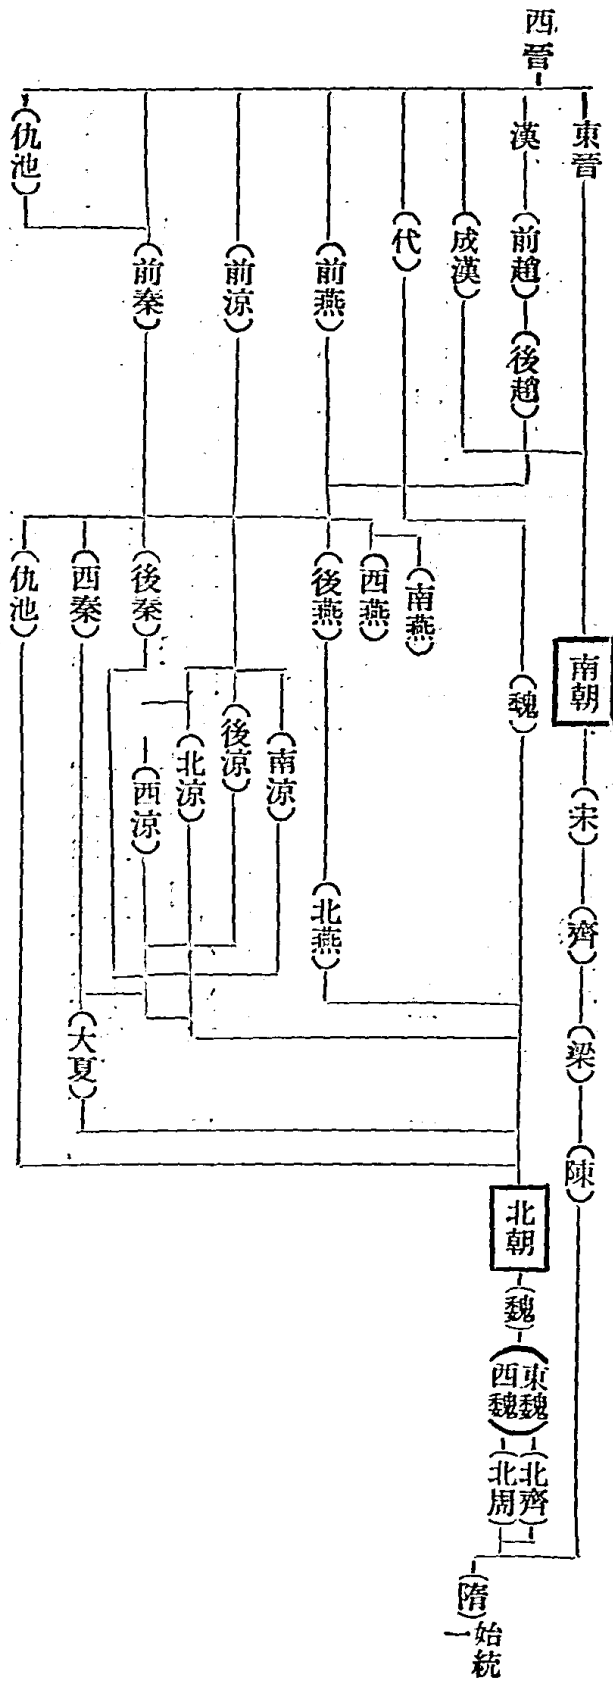 西晉
東晉
漢
(前趙)
(後趙)
(成漢)
(代)
(前燕)
(前涼)
(前秦)
(仇池)
南朝
(宋)
(齊)
(梁)
(陳)
(魏)
(南燕)
(西燕)
(後燕)
(北燕)
(南涼)
(後涼)
(北涼)
(後秦)
(西涼)
(西秦)
(大夏)
(仇池)
北朝
(魏)
(東魏
西魏)
(北齊)
(北周)
(隋)
始統
一